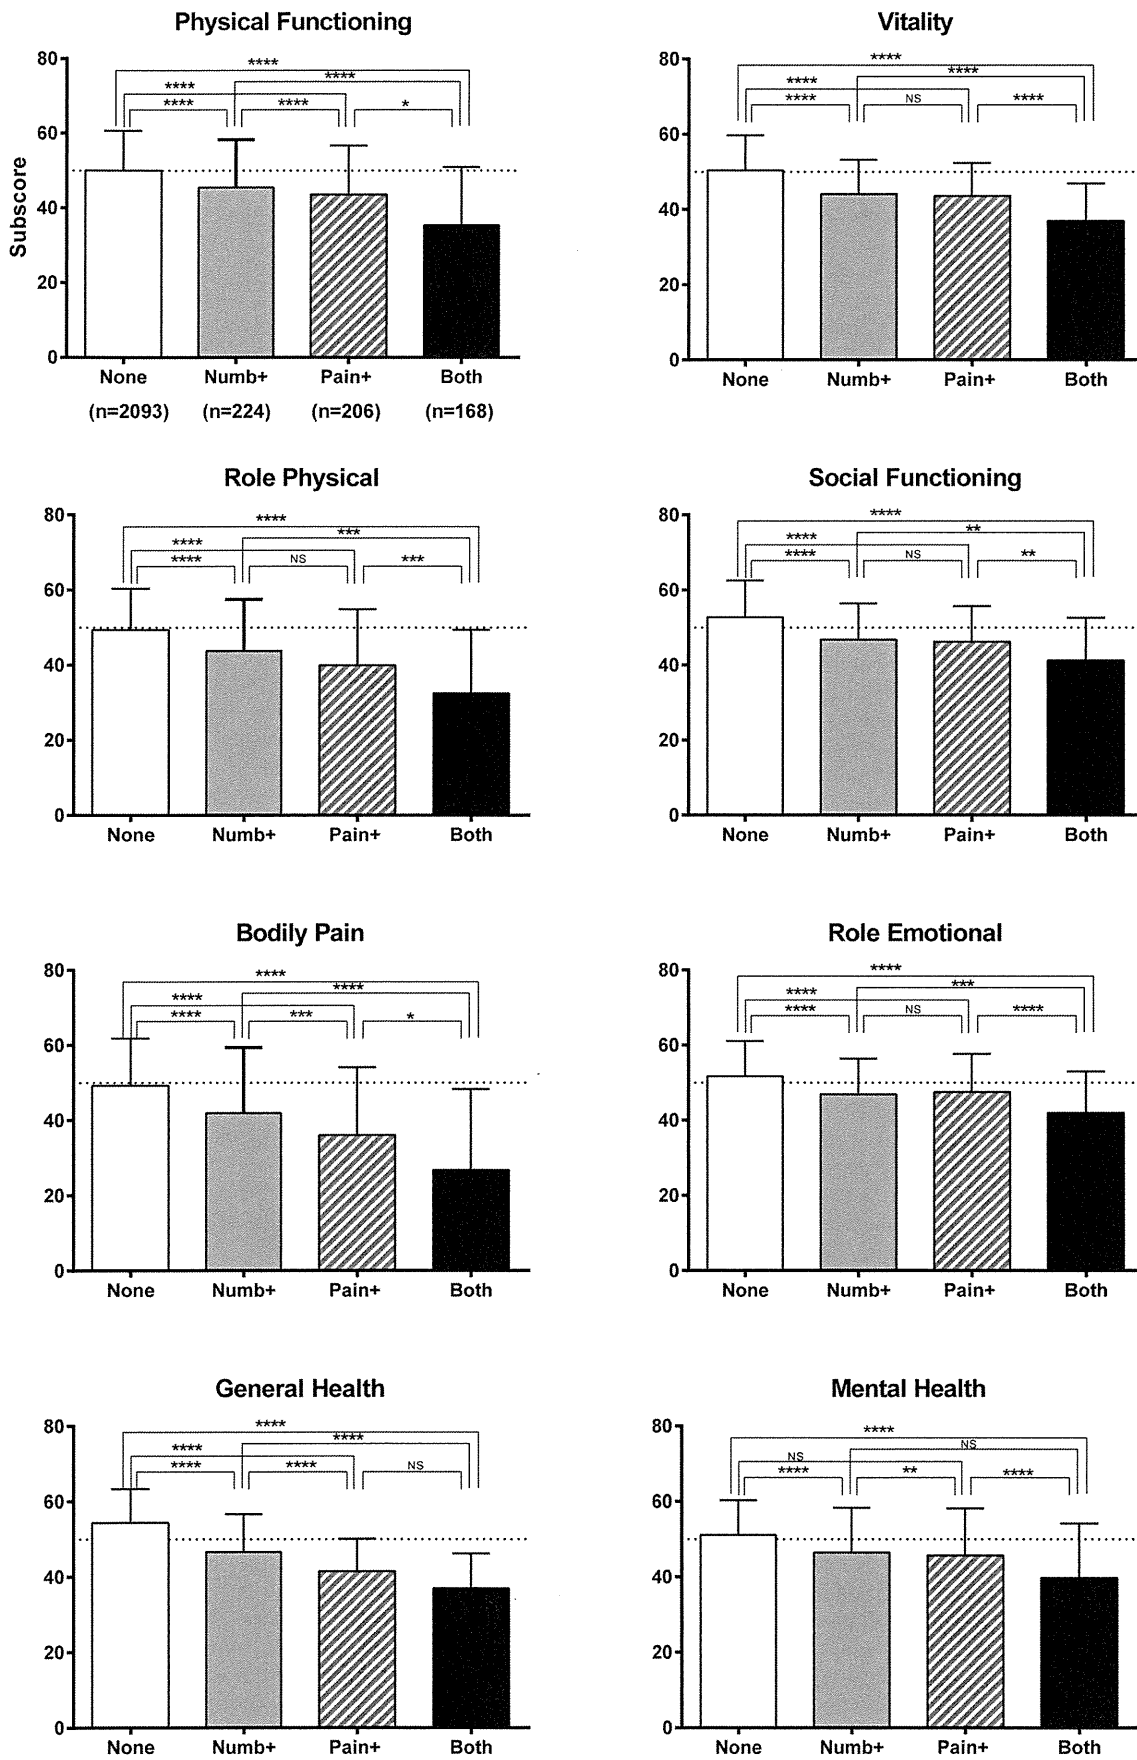 Physical Functioning
80
60
40
20
0
Subscore
****
****
****
****
****
*
None
Numb+
Pain+
Both
(n=2093)
(n=224)
(n=206)
(n=168)
Vitality
80
60
40
20
0
****
****
****
****
NS
****
None
Numb+
Pain+
Both
Role Physical
80
60
40
20
0
****
***
****
****
NS
***
None
Numb+
Pain+
Both
Social Functioning
80
60
40
20
0
****
**
****
****
NS
**
None
Numb+
Pain+
Both
Bodily Pain
80
60
40
20
0
****
****
****
****
***
*
None
Numb+
Pain+
Both
Role Emotional
80
60
40
20
0
****
***
****
****
NS
****
None
Numb+
Pain+
Both
General Health
80
60
40
20
0
****
****
****
****
****
NS
None
Numb+
Pain+
Both
Mental Health
80
60
40
20
0
****
NS
NS
****
**
****
None
Numb+
Pain+
Both